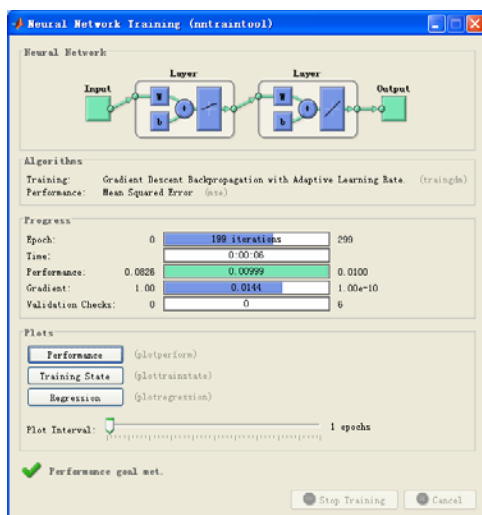 Neural Network Training (nntraintool)
Neural Network
Layer Layer
Input Output
W W
b b
Algorithms
Training: Gradient Descent Backpropagation with Adaptive Learning Rate. (traingdm)
Performance: Mean Squared Error (mse)
Progress
Epoch: 0 199 iterations 299
Time: 0:00:06
Performance: 0.0826 0.00999 0.0100
Gradient: 1.00 0.0144 1.00e-10
Validation Checks: 0 0 6
Plots
Performance (plotperform)
Training State (plottrainstate)
Regression (plotregression)
Plot Interval: 1 epochs
Performance goal met.
Stop Training Cancel